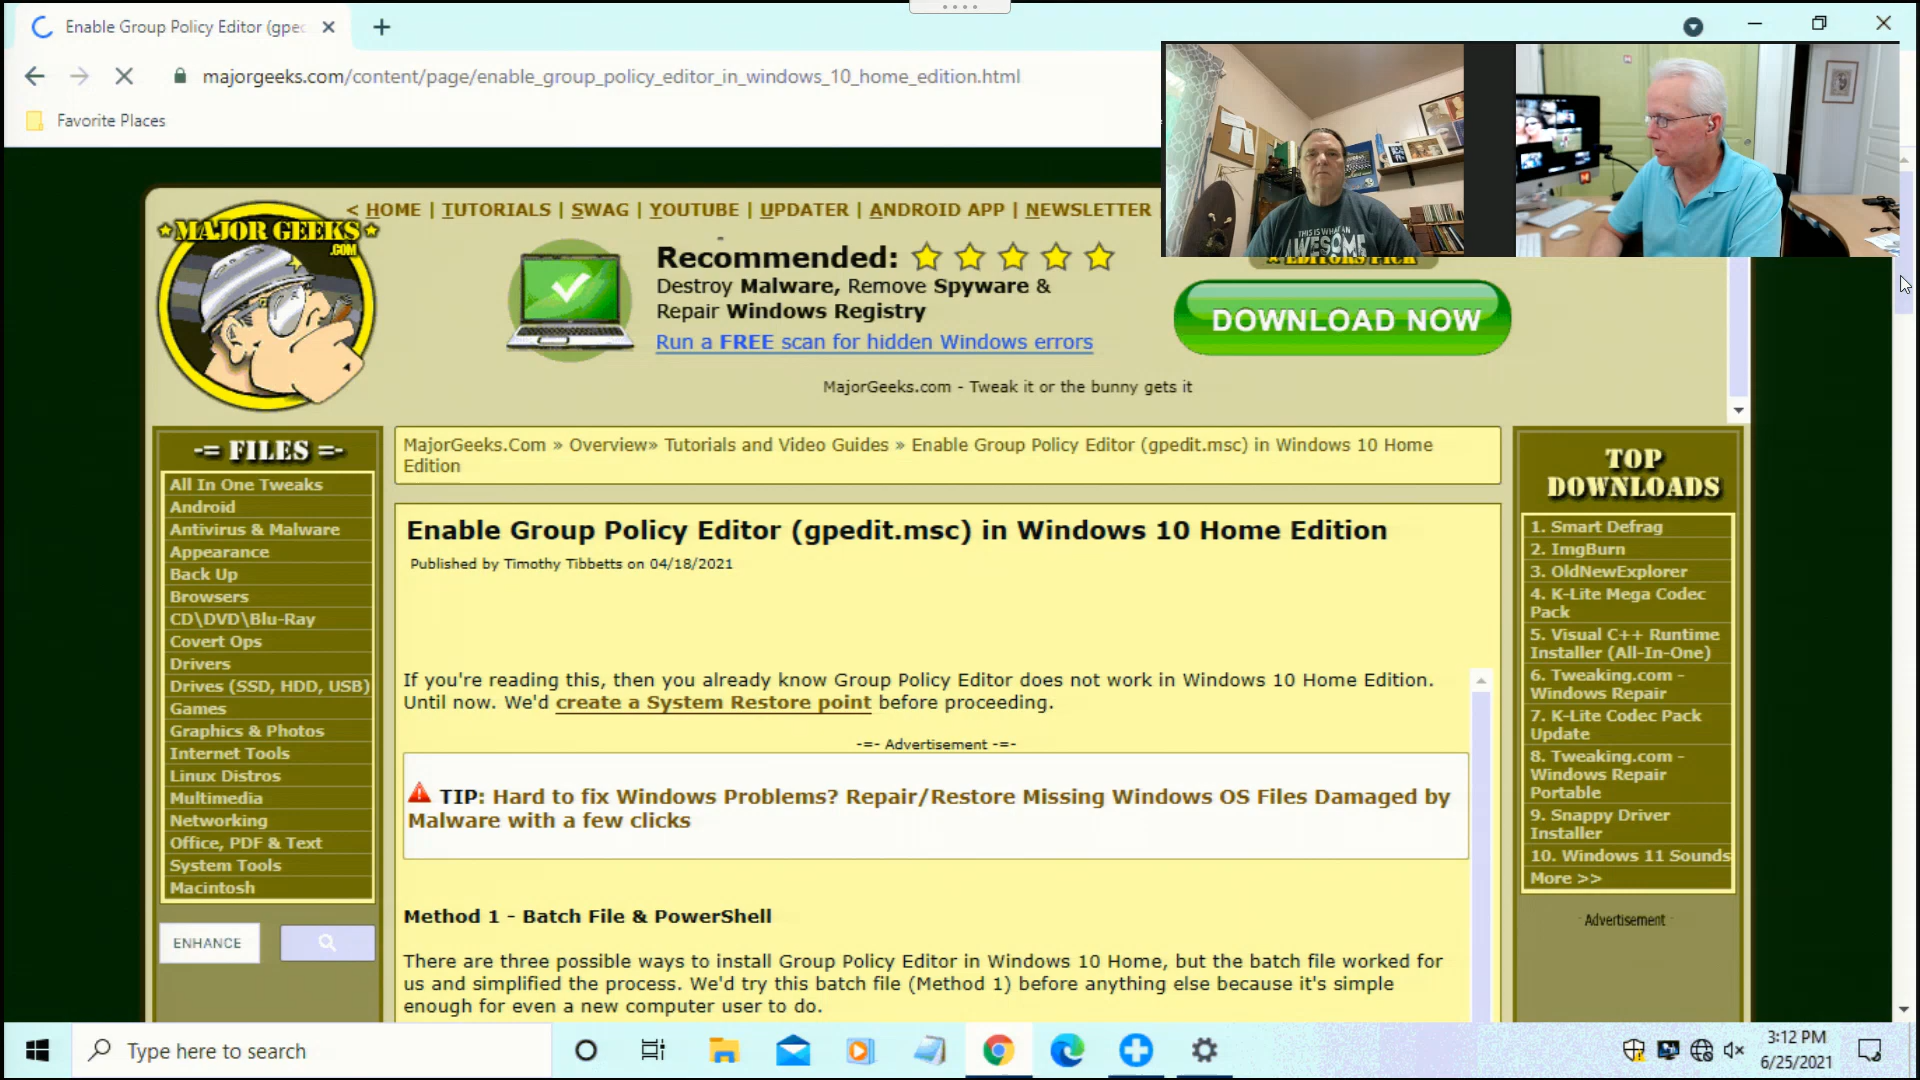 Enable Group Policy Editor (gpec
majorgeeks.com/content/page/enable_group_policy_editor_in_windows_10_home_edition.html
Favorite Places
MAJOR GEEKS
.COM
< HOME | TUTORIALS | SWAG | YOUTUBE | UPDATER | ANDROID APP | NEWSLETTER
THIS IS WHAT AN
AWESOME
Recommended:
Destroy Malware, Remove Spyware &
Repair Windows Registry
Run a FREE scan for hidden Windows errors
EDITORS PICK
DOWNLOAD NOW
MajorGeeks.com - Tweak it or the bunny gets it
-= FILES =-
All In One Tweaks
Android
Antivirus & Malware
Appearance
Back Up
Browsers
CD\DVD\Blu-Ray
Covert Ops
Drivers
Drives (SSD, HDD, USB)
Games
Graphics & Photos
Internet Tools
Linux Distros
Multimedia
Networking
Office, PDF & Text
System Tools
Macintosh
ENHANCE
MajorGeeks.Com » Overview» Tutorials and Video Guides » Enable Group Policy Editor (gpedit.msc) in Windows 10 Home
Edition
Enable Group Policy Editor (gpedit.msc) in Windows 10 Home Edition
Published by Timothy Tibbetts on 04/18/2021
If you're reading this, then you already know Group Policy Editor does not work in Windows 10 Home Edition.
Until now. We'd create a System Restore point before proceeding.
-=- Advertisement -=-
TIP: Hard to fix Windows Problems? Repair/Restore Missing Windows OS Files Damaged by
Malware with a few clicks
Method 1 - Batch File & PowerShell
There are three possible ways to install Group Policy Editor in Windows 10 Home, but the batch file worked for
us and simplified the process. We'd try this batch file (Method 1) before anything else because it's simple
enough for even a new computer user to do.
TOP
DOWNLOADS
1. Smart Defrag
2. ImgBurn
3. OldNewExplorer
4. K-Lite Mega Codec
Pack
5. Visual C++ Runtime
Installer (All-In-One)
6. Tweaking.com -
Windows Repair
7. K-Lite Codec Pack
Update
8. Tweaking.com -
Windows Repair
Portable
9. Snappy Driver
Installer
10. Windows 11 Sounds
More >>
Advertisement
Type here to search
3:12 PM
6/25/2021